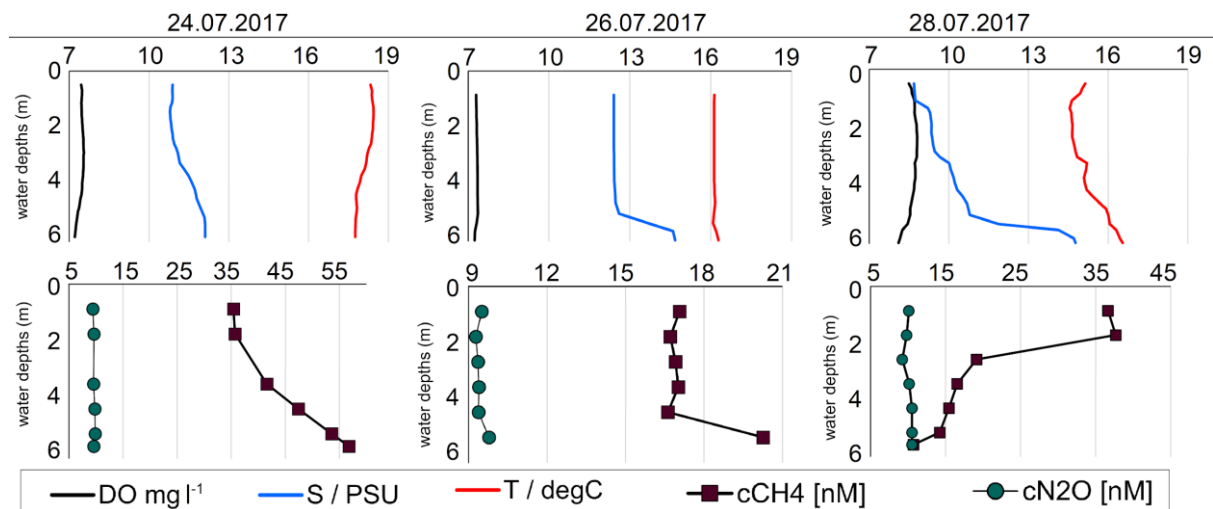 24.07.2017 26.07.2017 28.07.2017
7 10 13 16 19 7 10 13 16 19 7 10 13 16 19
0 0 0
2 2 2
4 4 4
6 6 6
water depths (m) water depths (m) water depths (m)
5 15 25 35 45 55 9 12 15 18 21 5 15 25 35 45
0 0 0
2 2 2
4 4 4
6 6 6
water depths (m) water depths (m) water depths (m)
DO mg l⁻¹ S / PSU T / degC cCH4 [nM] cN2O [nM]